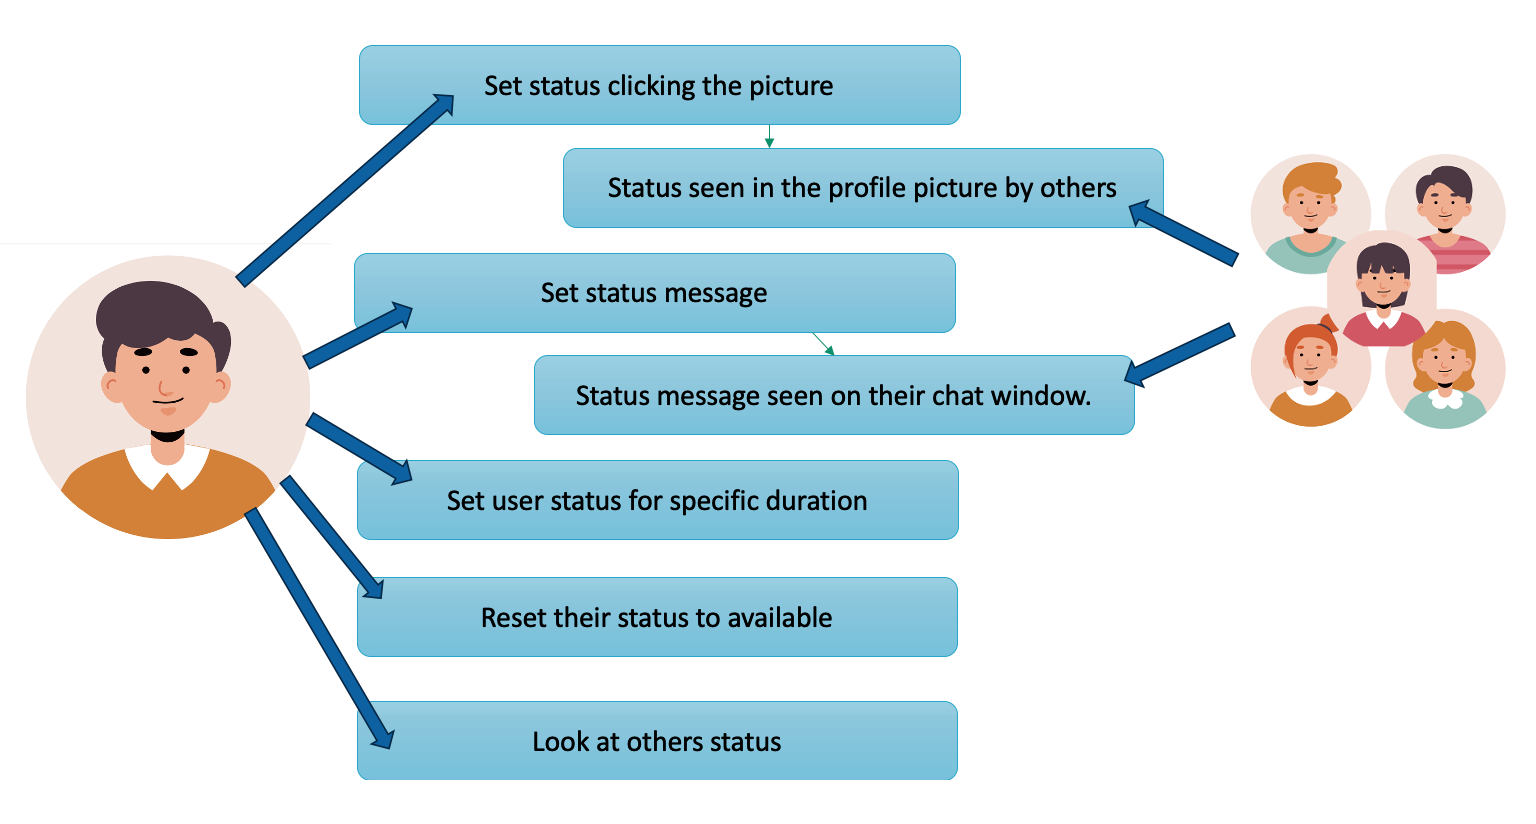 Set status clicking the picture
Status seen in the profile picture by others
Set status message
Status message seen on their chat window.
Set user status for specific duration
Reset their status to available
Look at others status